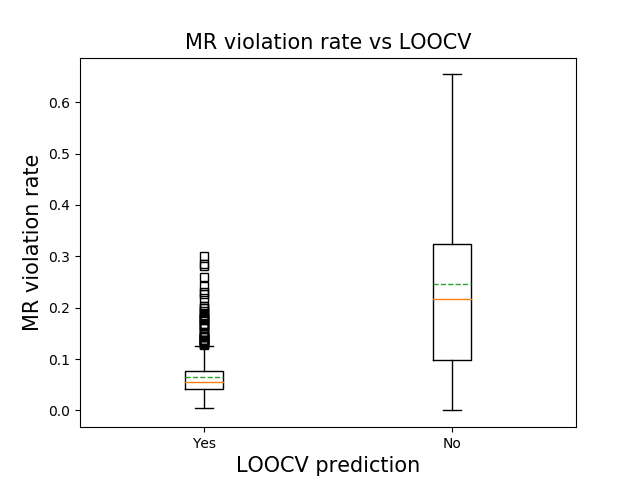 MR violation rate vs LOOCV
MR violation rate
0.6
0.5
0.4
0.3
0.2
0.1
0.0
Yes
No
LOOCV prediction